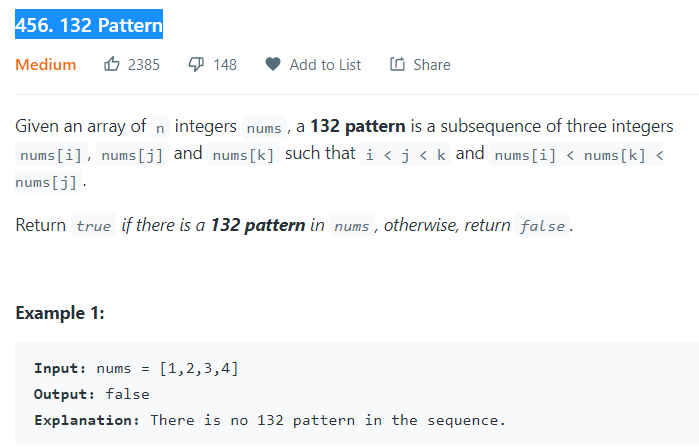 456. 132 Pattern
Medium 2385 148 Add to List Share
Given an array of n integers nums, a 132 pattern is a subsequence of three integers
nums[i], nums[j] and nums[k] such that i < j < k and nums[i] < nums[k] <
nums[j].
Return true if there is a 132 pattern in nums, otherwise, return false.
Example 1:
Input: nums = [1,2,3,4]
Output: false
Explanation: There is no 132 pattern in the sequence.